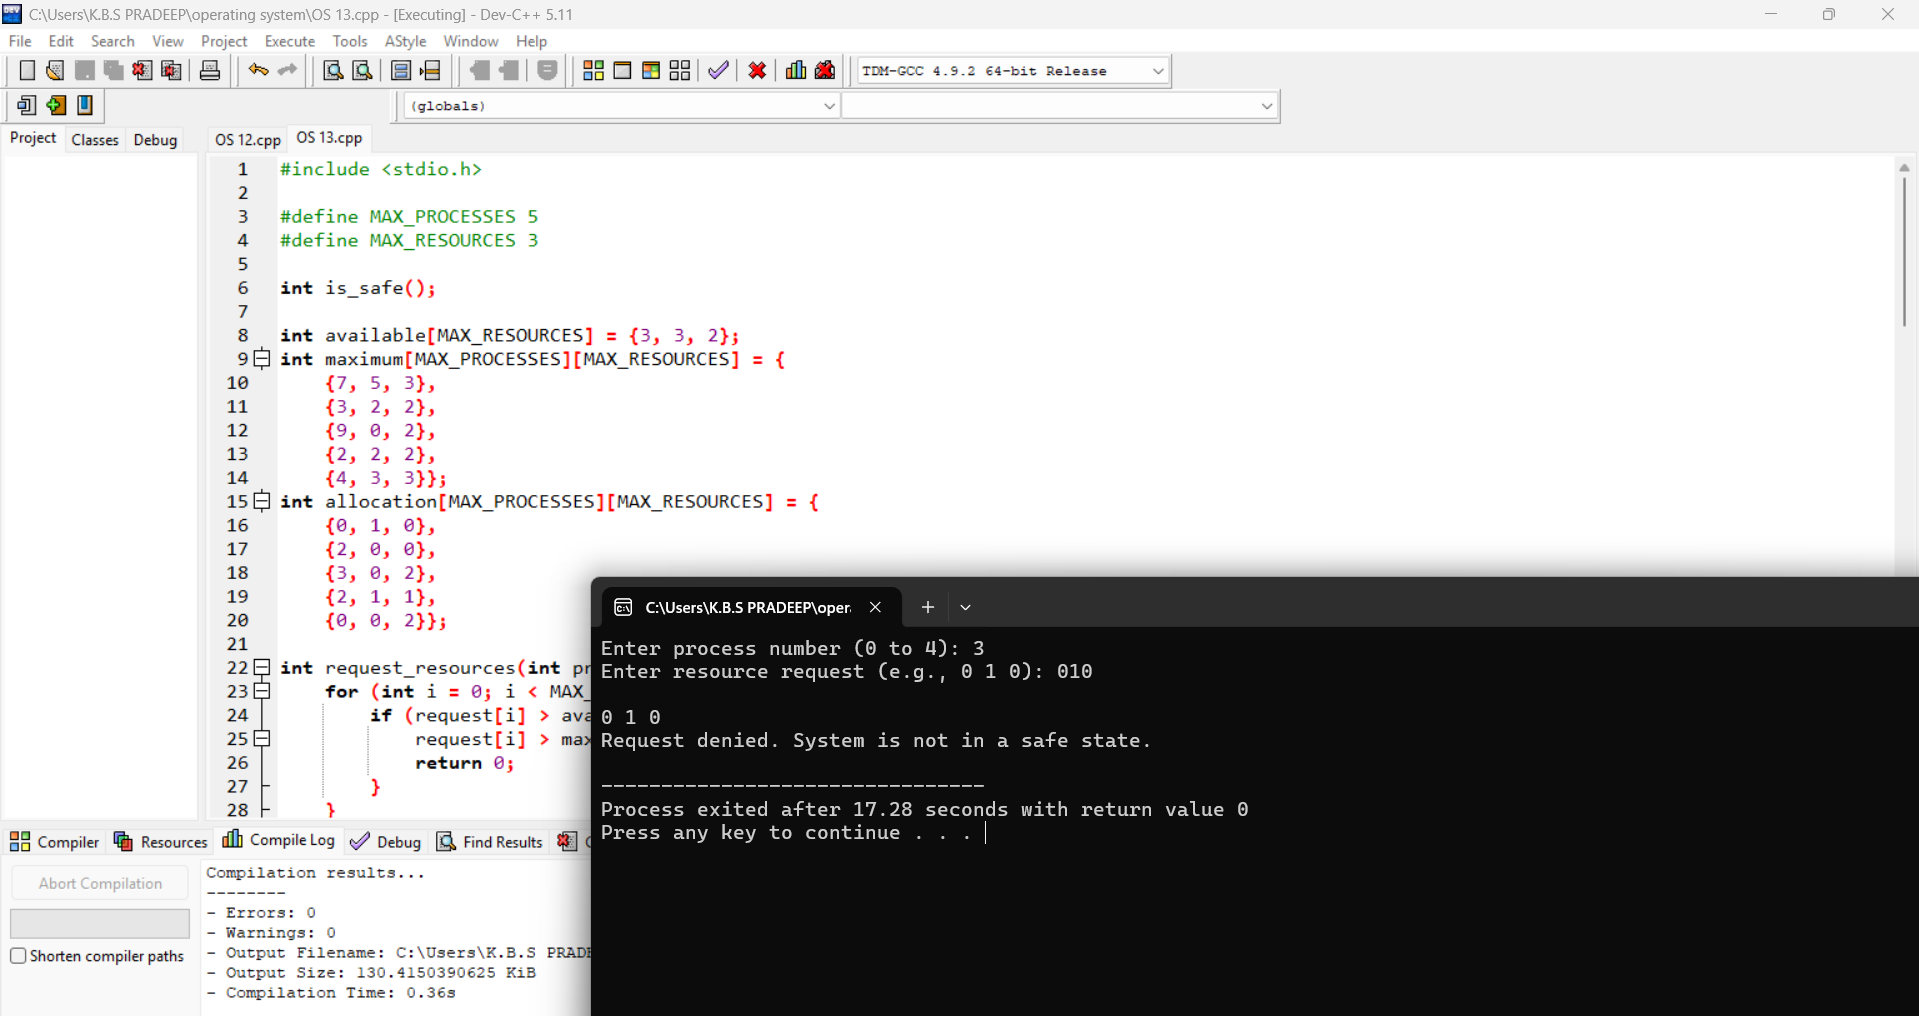 C:\Users\K.B.S PRADEEP\operating system\OS 13.cpp - [Executing] - Dev-C++ 5.11
File Edit Search View Project Execute Tools AStyle Window Help
TDM-GCC 4.9.2 64-bit Release
(globals)
Project Classes Debug OS 12.cpp OS 13.cpp
1 #include <stdio.h>
2
3 #define MAX_PROCESSES 5
4 #define MAX_RESOURCES 3
5
6 int is_safe();
7
8 int available[MAX_RESOURCES] = {3, 3, 2};
9 int maximum[MAX_PROCESSES][MAX_RESOURCES] = {
10 {7, 5, 3},
11 {3, 2, 2},
12 {9, 0, 2},
13 {2, 2, 2},
14 {4, 3, 3}};
15 int allocation[MAX_PROCESSES][MAX_RESOURCES] = {
16 {0, 1, 0},
17 {2, 0, 0},
18 {3, 0, 2},
19 {2, 1, 1},
20 {0, 0, 2}};
21
22 int request_resources(int pr
23 for (int i = 0; i < MAX_
24 if (request[i] > ava
25 request[i] > max
26 return 0;
27 }
28 }
C:\Users\K.B.S PRADEEP\oper
Enter process number (0 to 4): 3
Enter resource request (e.g., 0 1 0): 010
0 1 0
Request denied. System is not in a safe state.
--------------------------------
Process exited after 17.28 seconds with return value 0
Press any key to continue . . .
Compiler Resources Compile Log Debug Find Results
Abort Compilation
Shorten compiler paths
Compilation results...
--------
- Errors: 0
- Warnings: 0
- Output Filename: C:\Users\K.B.S PRADE
- Output Size: 130.4150390625 KiB
- Compilation Time: 0.36s